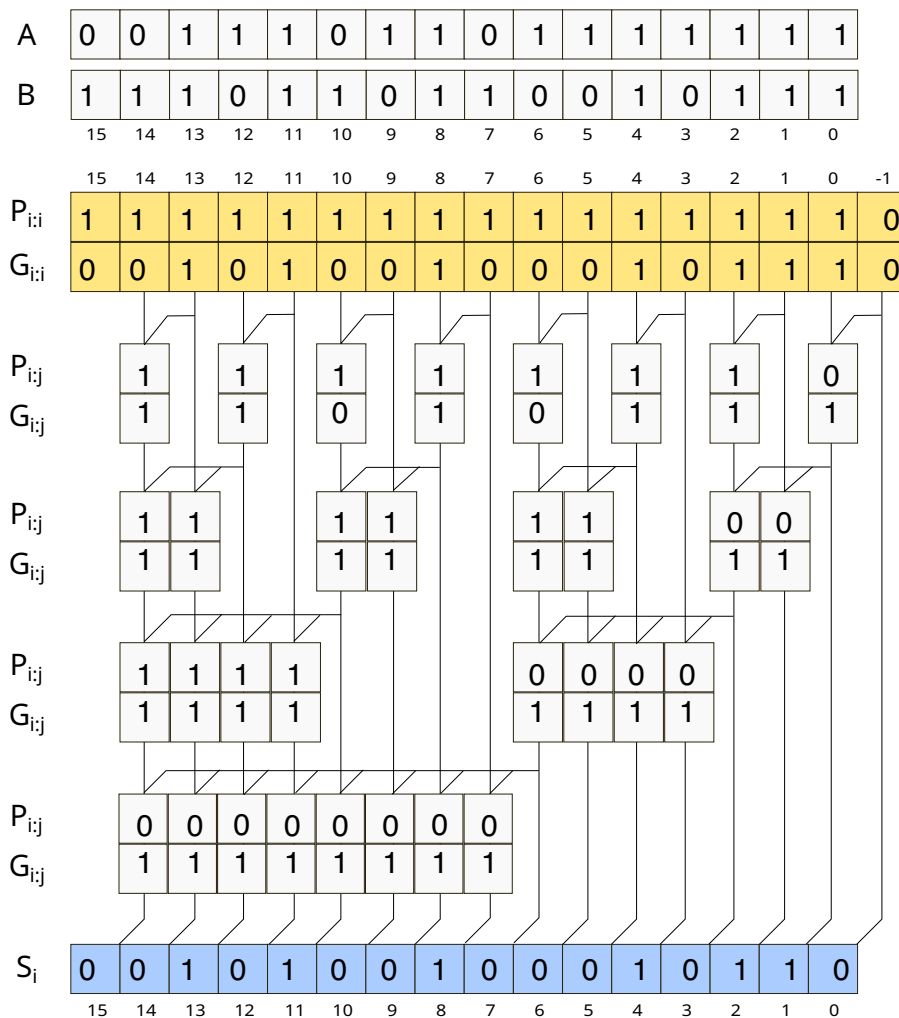 A 0 0 1 1 1 0 1 1 0 1 1 1 1 1 1 1
B 1 1 1 0 1 1 0 1 1 0 0 1 0 1 1 1
15 14 13 12 11 10 9 8 7 6 5 4 3 2 1 0
15 14 13 12 11 10 9 8 7 6 5 4 3 2 1 0 -1
Pi:i 1 1 1 1 1 1 1 1 1 1 1 1 1 1 1 1 0
Gi:i 0 0 1 0 1 0 0 1 0 0 0 1 0 1 1 1 0
Pi:j 1 1 1 1 1 1 1 0
Gi:j 1 1 0 1 0 1 1 1
Pi:j 1 1 1 1 1 1 0 0
Gi:j 1 1 1 1 1 1 1 1
Pi:j 1 1 1 1 0 0 0 0
Gi:j 1 1 1 1 1 1 1 1
Pi:j 0 0 0 0 0 0 0 0
Gi:j 1 1 1 1 1 1 1 1
Si 0 0 1 0 1 0 0 1 0 0 0 1 0 1 1 0
15 14 13 12 11 10 9 8 7 6 5 4 3 2 1 0